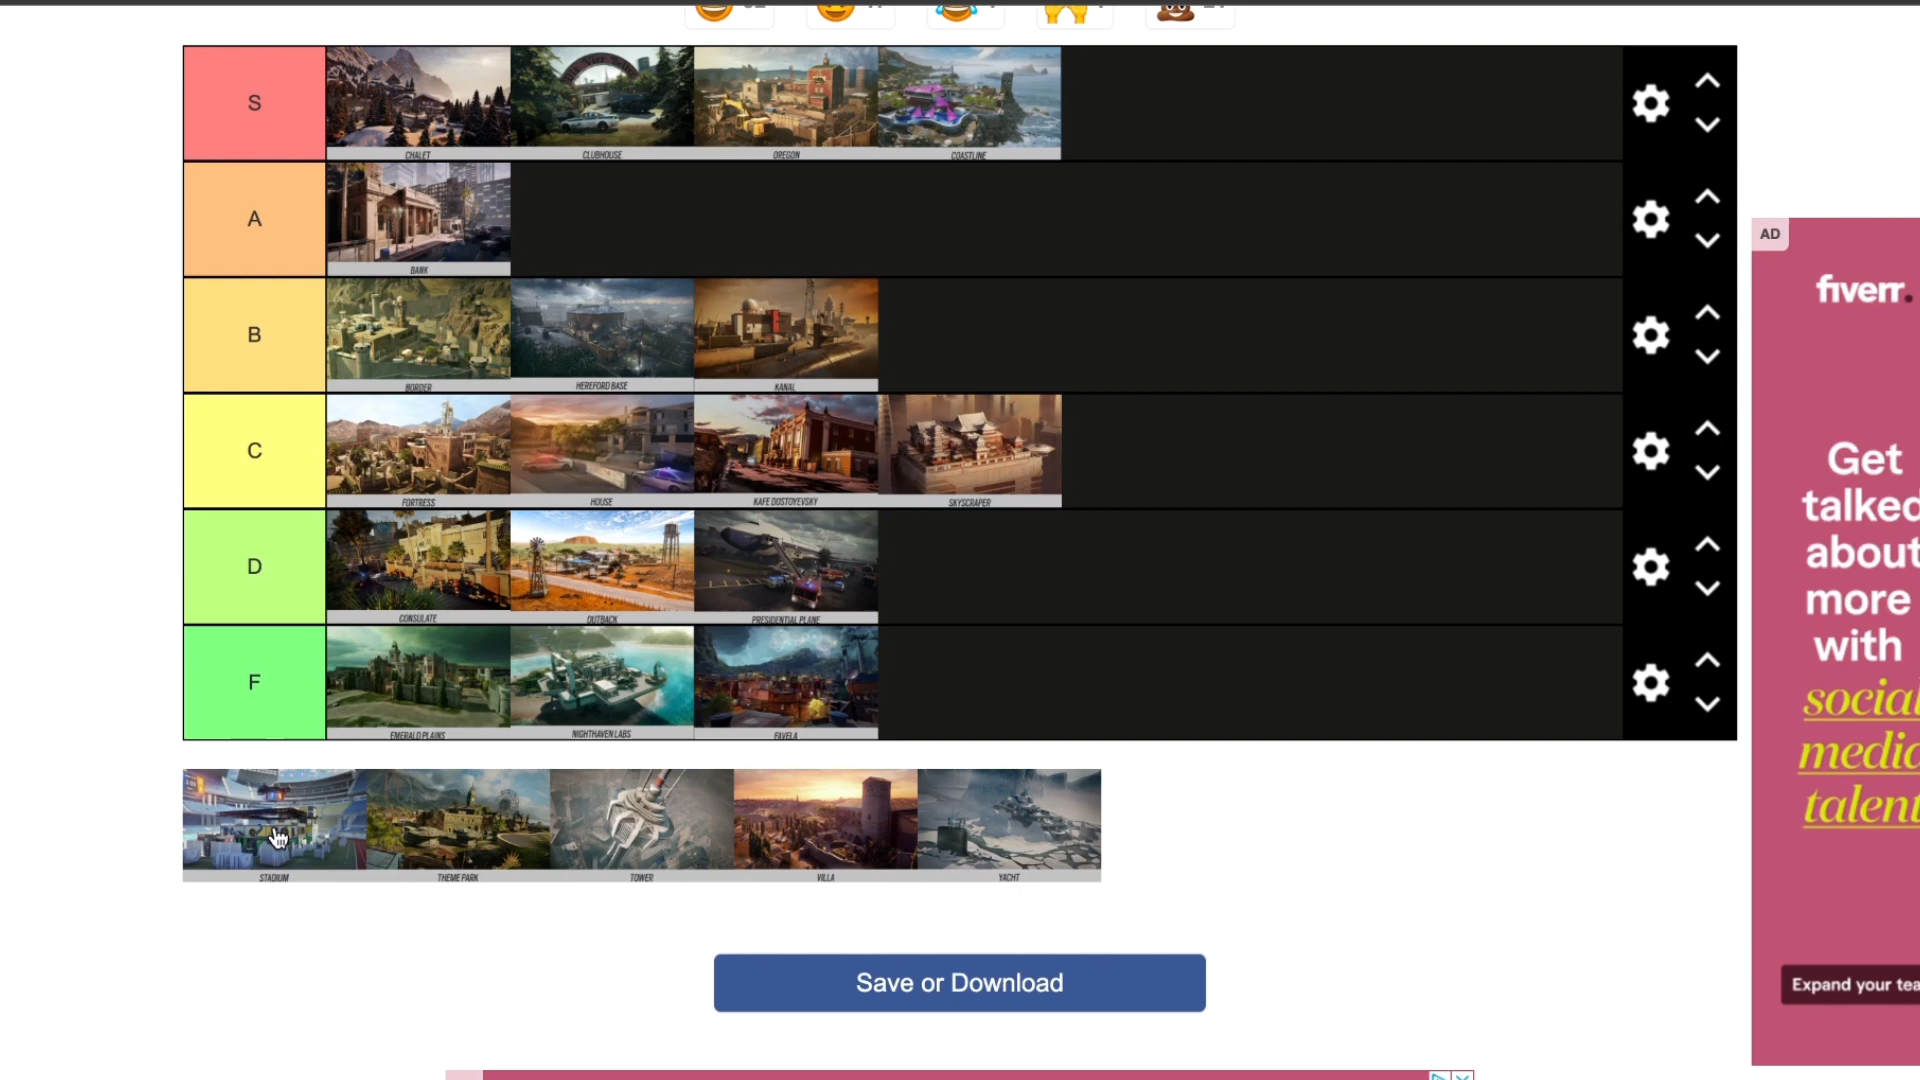 S
CHALET
CLUBHOUSE
OREGON
COASTLINE
A
BANK
B
BORDER
HEREFORD BASE
KANAL
C
FORTRESS
HOUSE
KAFE DOSTOYEVSKY
SKYSCRAPER
D
CONSULATE
OUTBACK
PRESIDENTIAL PLANE
F
EMERALD PLAINS
NIGHTHAVEN LABS
FAVELA
STADIUM
THEME PARK
TOWER
VILLA
YACHT
Save or Download
AD
fiverr.
Get
talked
about
more
with
social
media
talent
Expand your tea